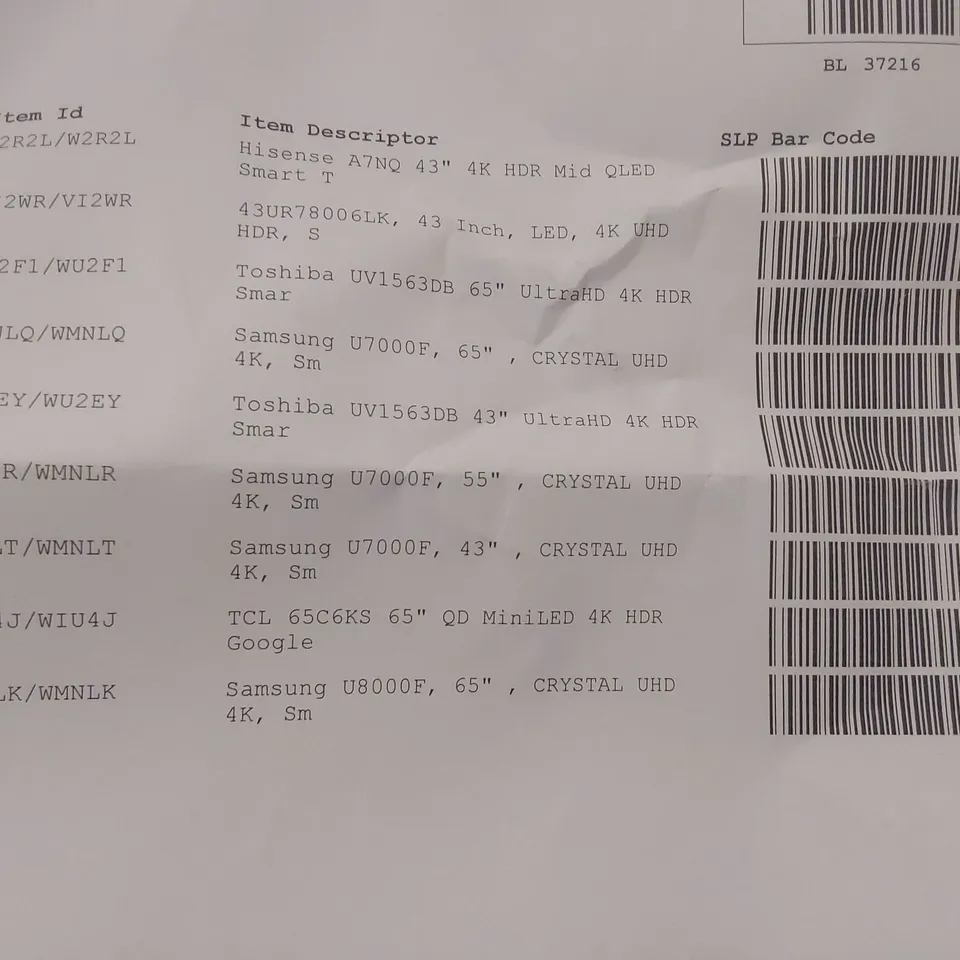 BL 37216
Item Descriptor
SLP Bar Code
tem Id
2R2L/W2R2L
Hisense A7NQ 43" 4K HDR Mid QLED
Smart T
2WR/VI2WR
43UR78006LK, 43 Inch, LED, 4K UHD
HDR, S
2F1/WU2F1
Toshiba UV1563DB 65" UltraHD 4K HDR
Smar
LQ/WMNLQ
Samsung U7000F, 65" , CRYSTAL UHD
4K, Sm
EY/WU2EY
Toshiba UV1563DB 43" UltraHD 4K HDR
Smar
R/WMNLR
Samsung U7000F, 55" , CRYSTAL UHD
4K, Sm
T/WMNLT
Samsung U7000F, 43" , CRYSTAL UHD
4K, Sm
J/WIU4J
TCL 65C6KS 65" QD MiniLED 4K HDR
Google
LK/WMNLK
Samsung U8000F, 65" , CRYSTAL UHD
4K, Sm